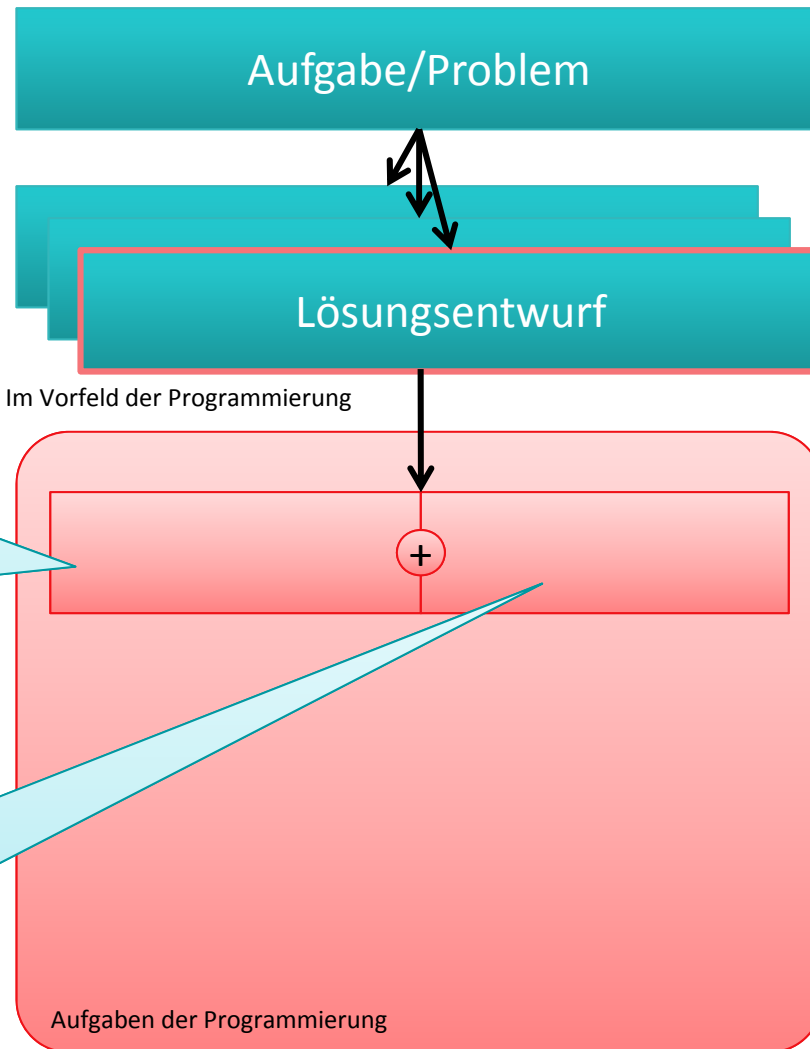 Aufgabe/Problem
Lösungsentwurf
Im Vorfeld der Programmierung
+
Aufgaben der Programmierung